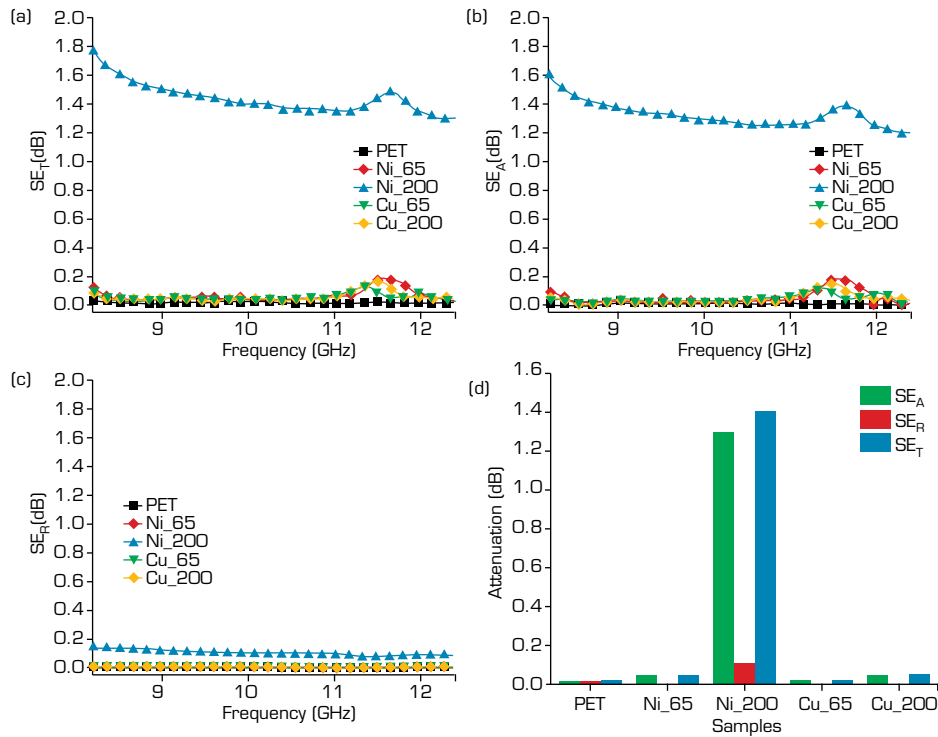 (a)
2.0
1.8
1.6
1.4
1.2
1.0
0.8
0.6
0.4
0.2
0.0
SE_T(dB)
PET
Ni_65
Ni_200
Cu_65
Cu_200
9
10
11
12
Frequency (GHz)
(b)
2.0
1.8
1.6
1.4
1.2
1.0
0.8
0.6
0.4
0.2
0.0
SE_A(dB)
PET
Ni_65
Ni_200
Cu_65
Cu_200
9
10
11
12
Frequency (GHz)
(c)
2.0
1.8
1.6
1.4
1.2
1.0
0.8
0.6
0.4
0.2
0.0
SE_R(dB)
PET
Ni_65
Ni_200
Cu_65
Cu_200
9
10
11
12
Frequency (GHz)
(d)
1.6
1.4
1.2
1.0
0.8
0.6
0.4
0.2
0.0
Attenuation (dB)
SE_A
SE_R
SE_T
PET
Ni_65
Ni_200
Cu_65
Cu_200
Samples